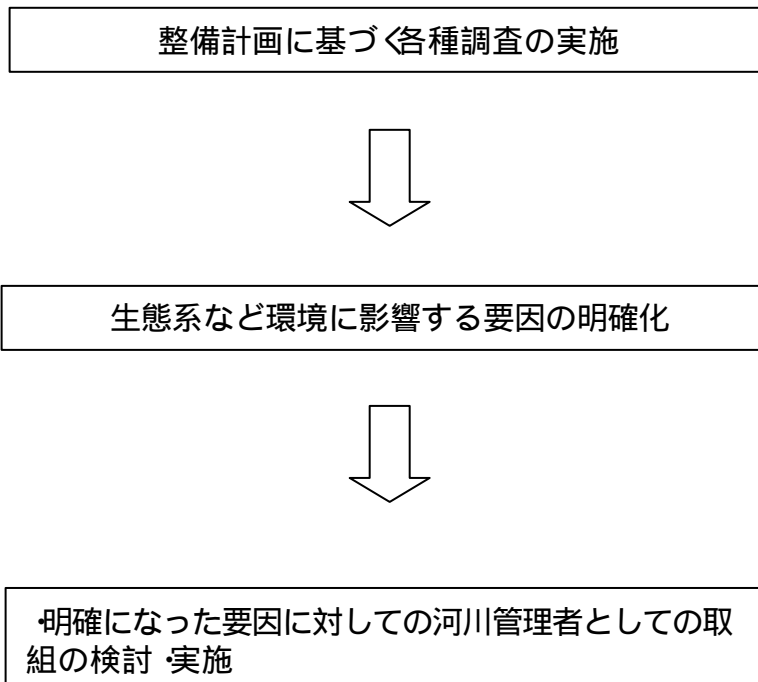 整備計画に基づく各種調査の実施
生態系など環境に影響する要因の明確化
・明確になった要因に対しての河川管理者としての取
組の検討・実施